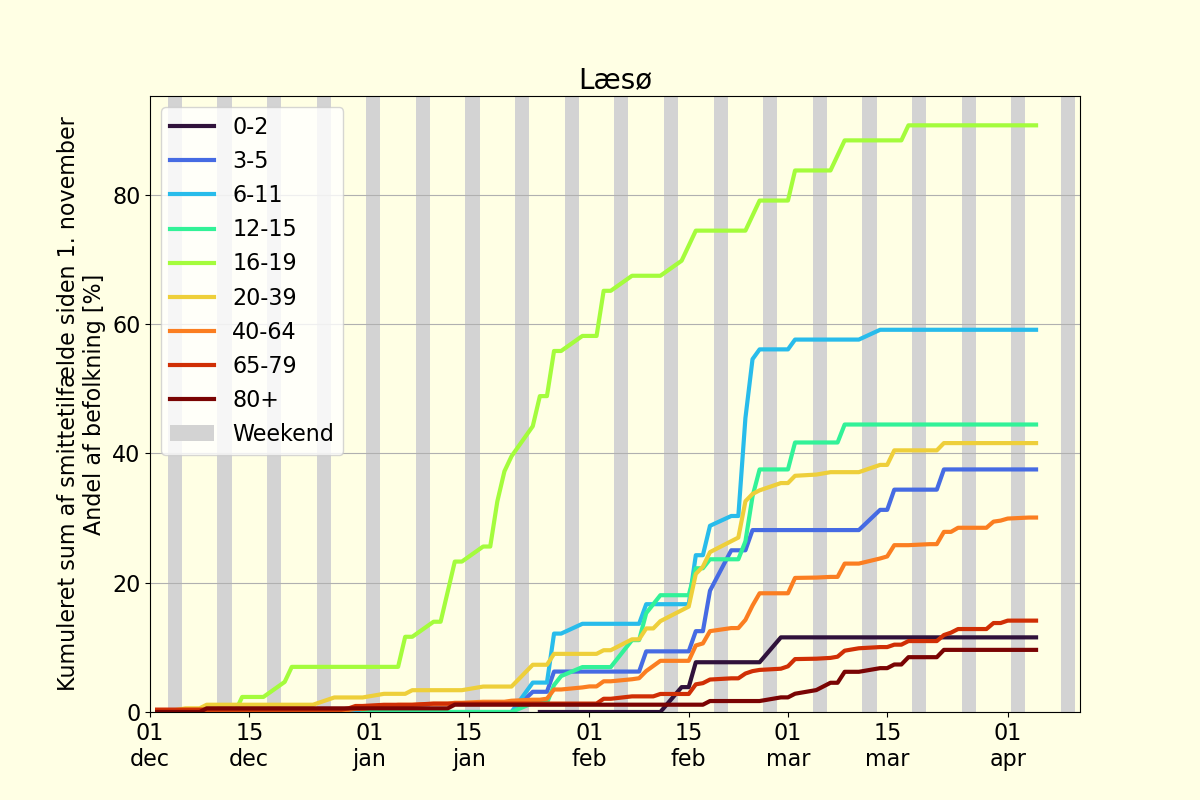 Læsø
Kumuleret sum af smittetilfælde siden 1. november
Andel af befolkning [%]
0-2
3-5
6-11
12-15
16-19
20-39
40-64
65-79
80+
Weekend
80
60
40
20
0
01 15 01 15 01 15 01 15 01
dec dec jan jan feb feb mar mar apr